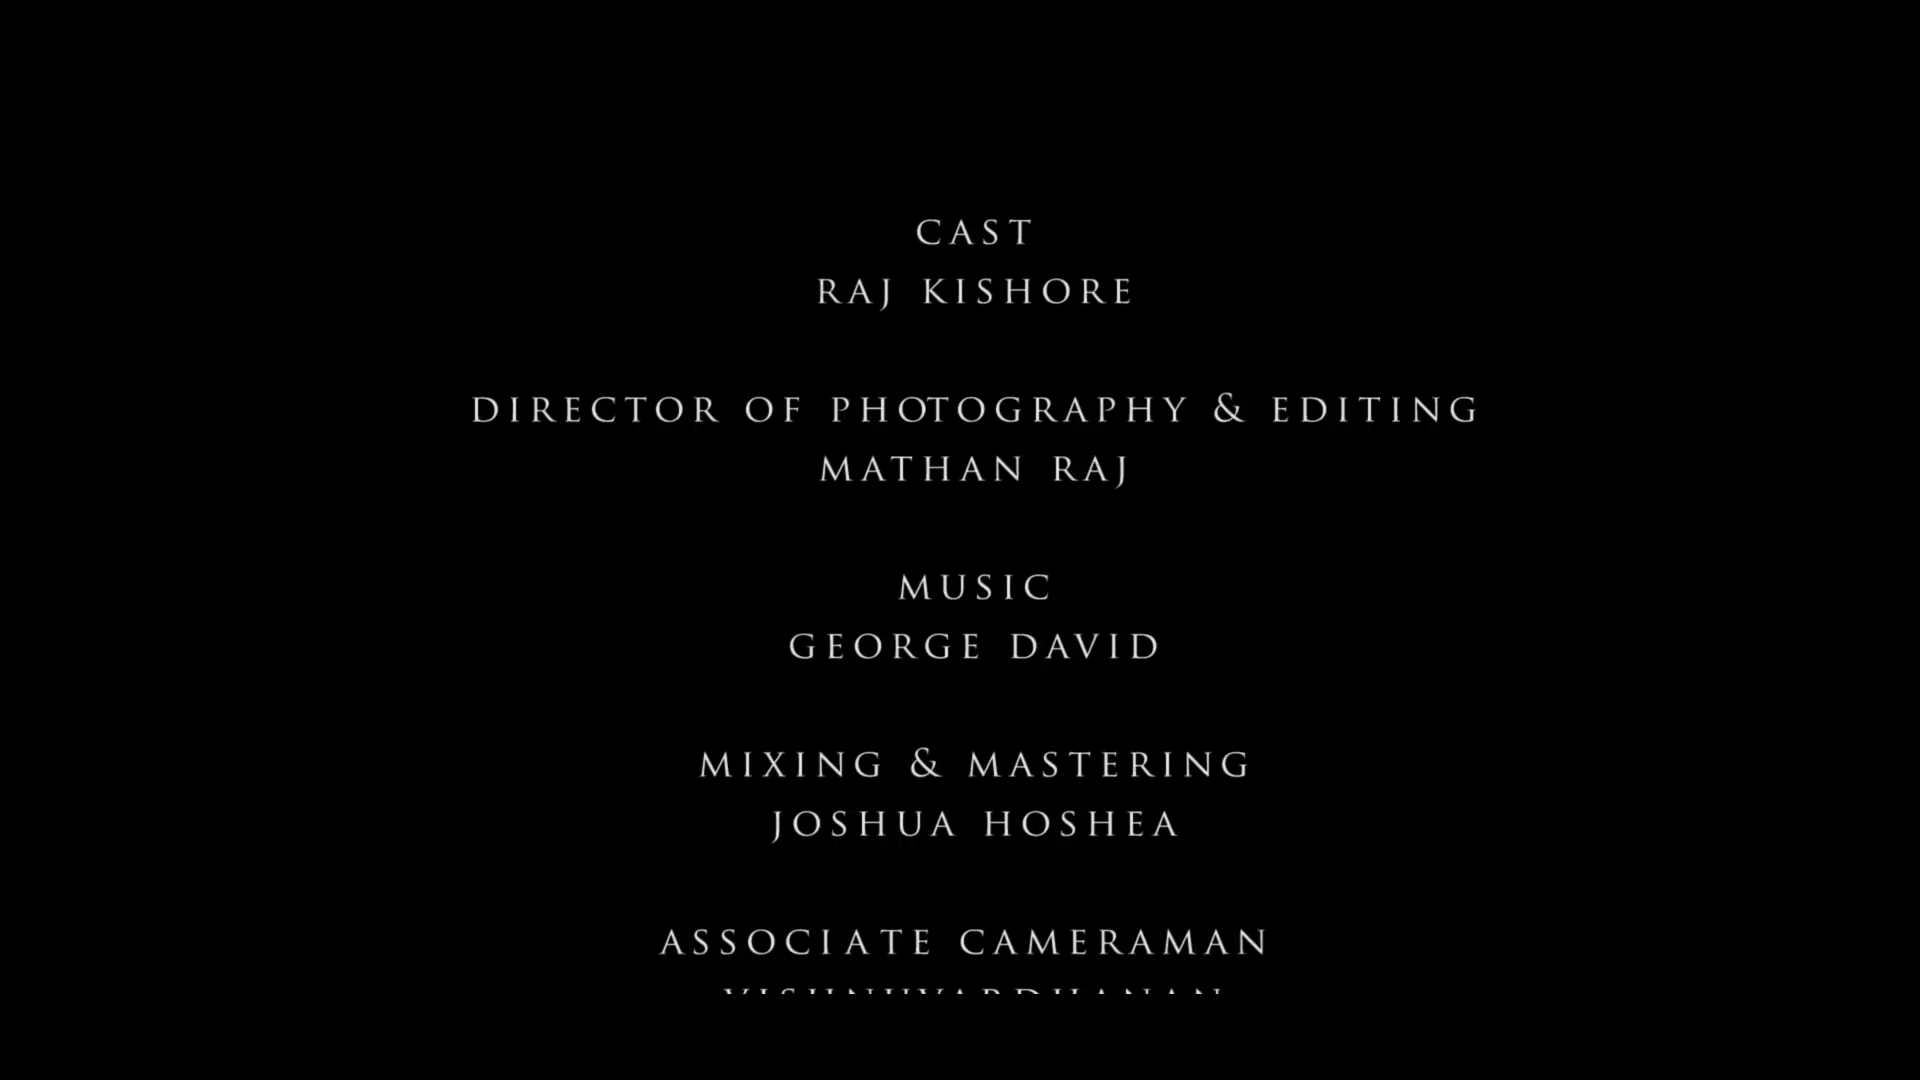 CAST
RAJ KISHORE
DIRECTOR OF PHOTOGRAPHY & EDITING
MATHAN RAJ
MUSIC
GEORGE DAVID
MIXING & MASTERING
JOSHUA HOSHEA
ASSOCIATE CAMERAMAN